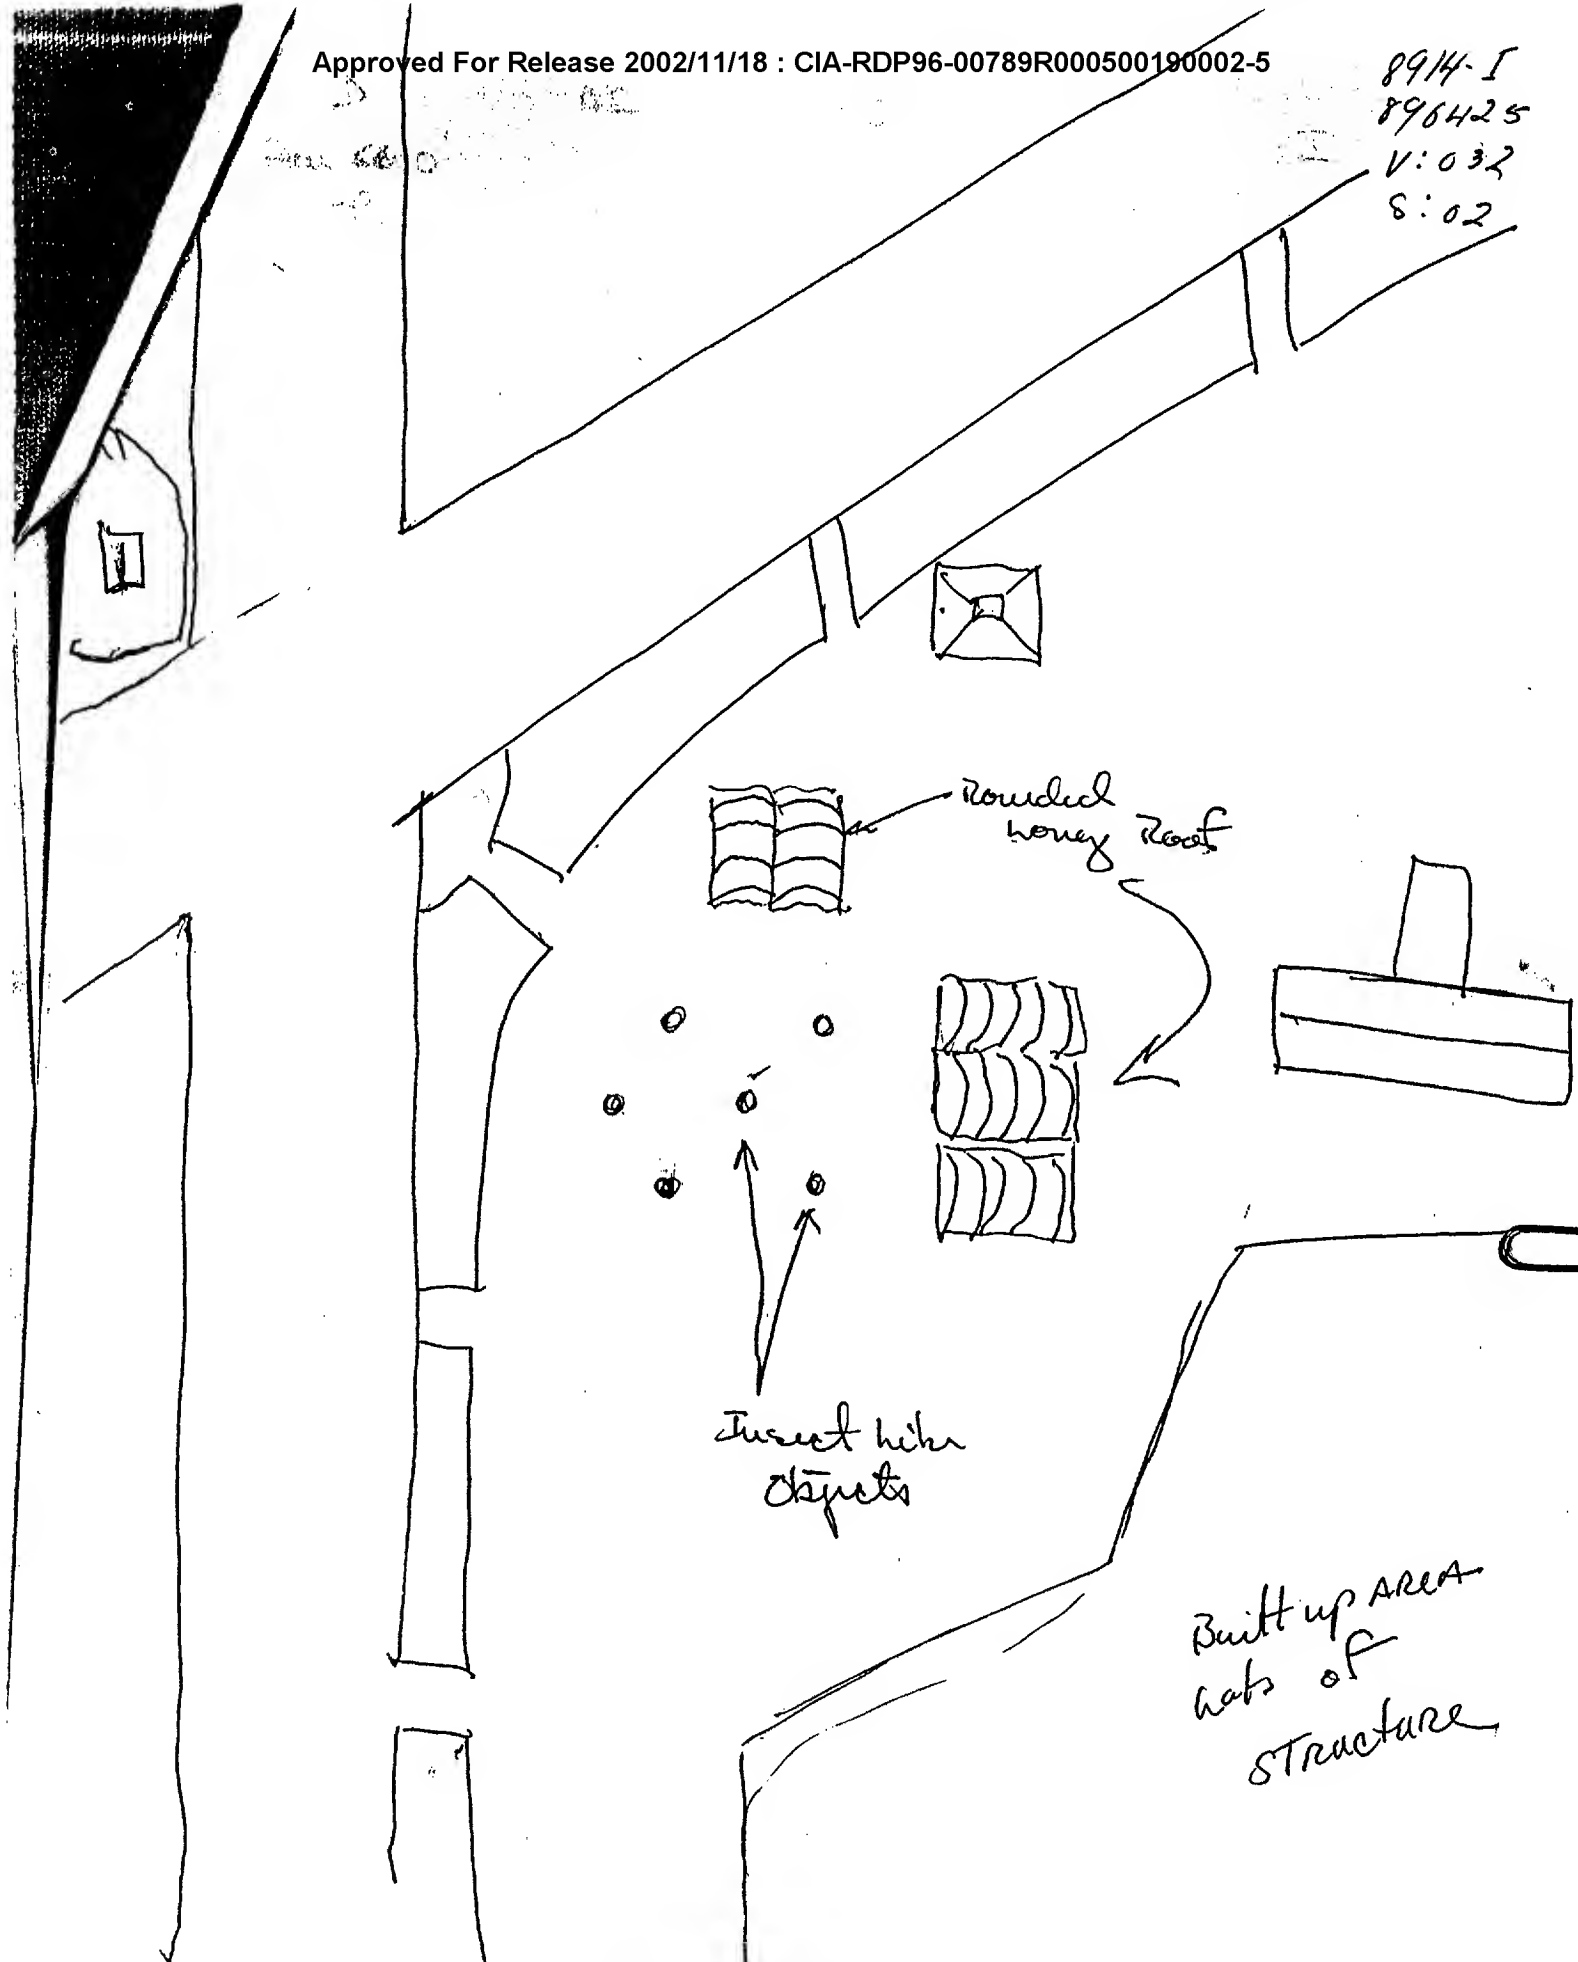 Approved For Release 2002/11/18 : CIA-RDP96-00789R000500190002-5
8914-I
896425
V: 032
S: 02
Rounded
Roof
Insect like
Objects
Built up AREA
lots of
STRUCTURE